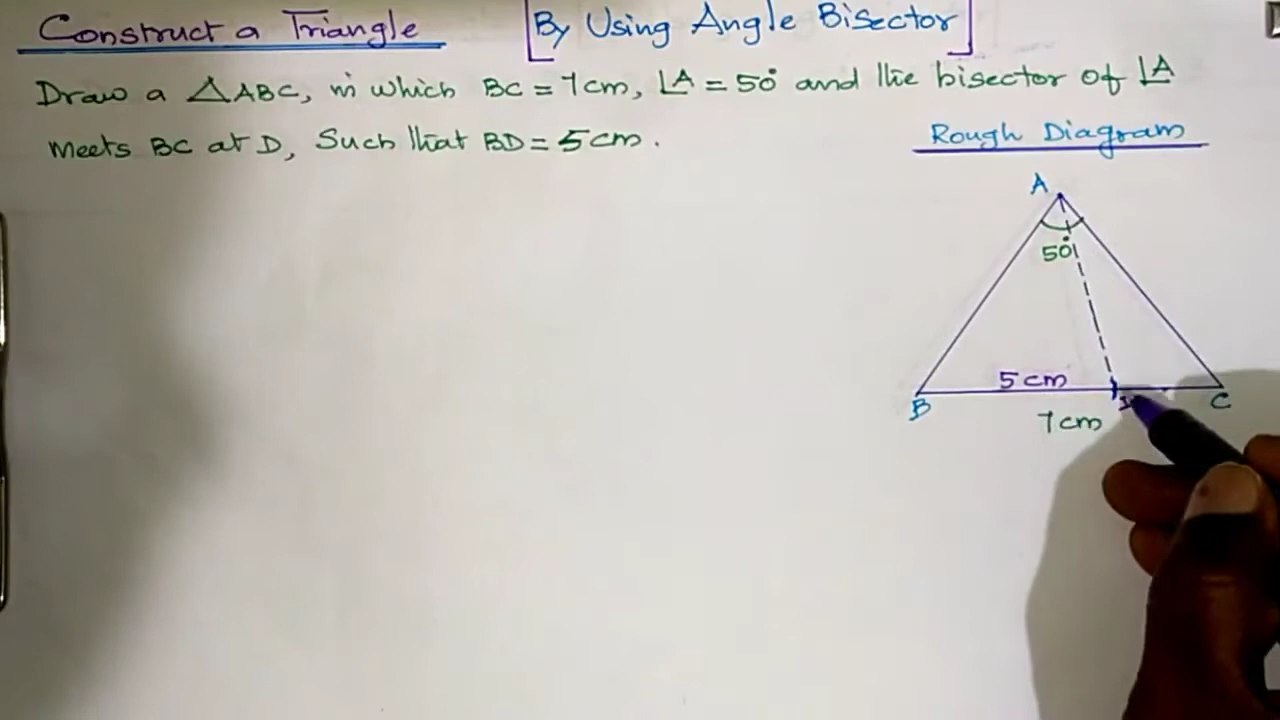 Construct a Triangle [By Using Angle Bisector]
Draw a △ABC, in which BC = 7cm, ∠A = 50° and the bisector of ∠A
meets BC at D, Such that BD = 5cm.
Rough Diagram
A
50°
5cm
B D C
7cm